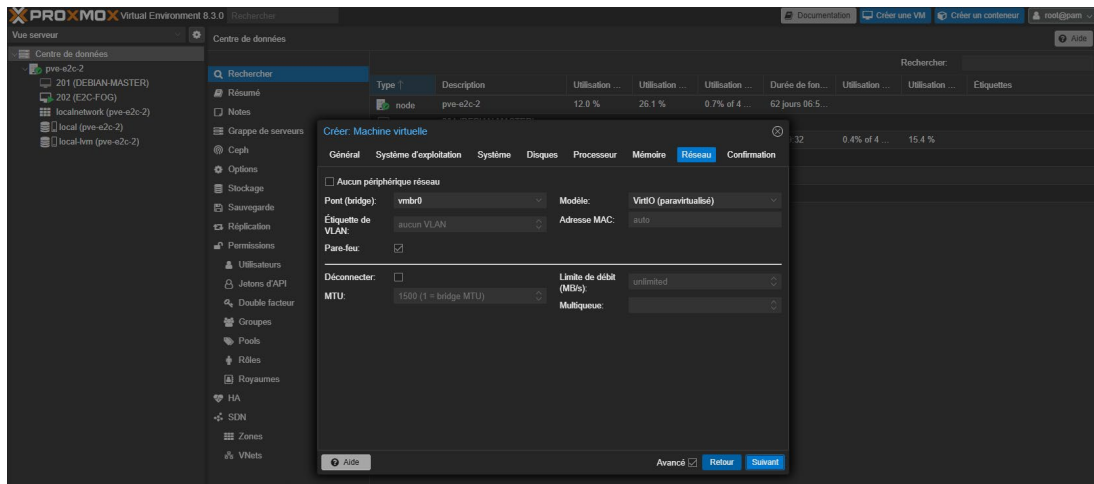 PROXMOX Virtual Environment 8.3.0 Rechercher
Documentation Créer une VM Créer un conteneur root@pam
Vue serveur
Centre de données
Aide
Centre de données
pve-e2c-2
201 (DEBIAN-MASTER)
202 (E2C-FOG)
localnetwork (pve-e2c-2)
local (pve-e2c-2)
local-lvm (pve-e2c-2)
Rechercher
Résumé
Notes
Grappe de serveurs
Ceph
Options
Stockage
Sauvegarde
Réplication
Permissions
Utilisateurs
Jetons d'API
Double facteur
Groupes
Pools
Rôles
Royaumes
HA
SDN
Zones
VNets
Rechercher:
Type Description Utilisation ... Utilisation ... Utilisation ... Durée de fon... Utilisation ... Utilisation ... Étiquettes
node pve-e2c-2 12.0 % 26.1 % 0.7% of 4 ... 62 jours 06:5...
:32 0.4% of 4 ... 15.4 %
Créer: Machine virtuelle
Général Système d'exploitation Système Disques Processeur Mémoire Réseau Confirmation
Aucun périphérique réseau
Pont (bridge): vmbr0 Modèle: VirtIO (paravirtualisé)
Étiquette de VLAN: aucun VLAN Adresse MAC: auto
Pare-feu:
Déconnecter: Limite de débit (MB/s): unlimited
MTU: 1500 (1 = bridge MTU) Multiqueue:
Aide Avancé Retour Suivant